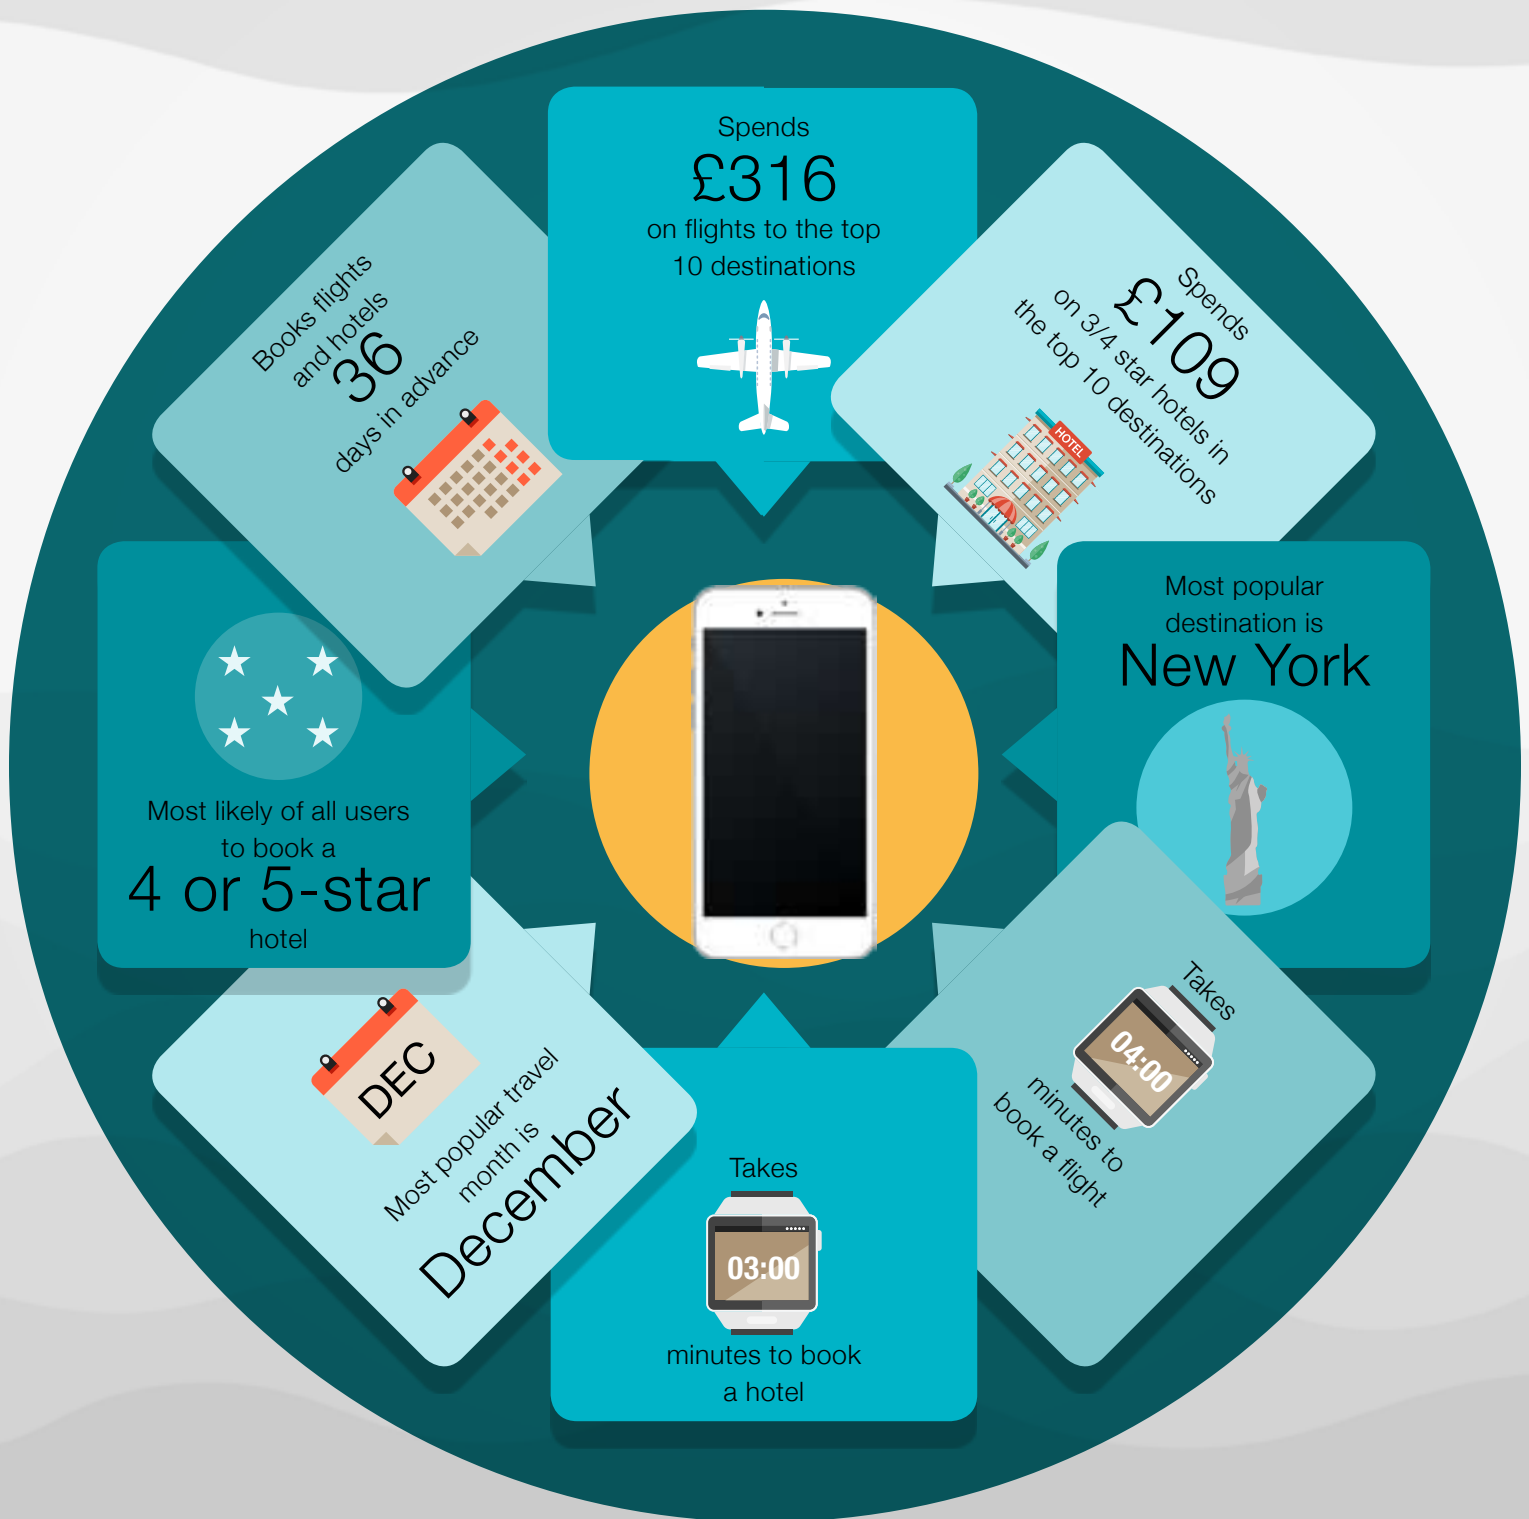 Spends
£316
on flights to the top
10 destinations
Spends
£109
on 3/4 star hotels in
the top 10 destinations
HOTEL
Most popular
destination is
New York
Takes
04:00
minutes to
book a flight
Takes
03:00
minutes to book
a hotel
DEC
Most popular travel
month is
December
Most likely of all users
to book a
4 or 5-star
hotel
Books flights
and hotels
36
days in advance